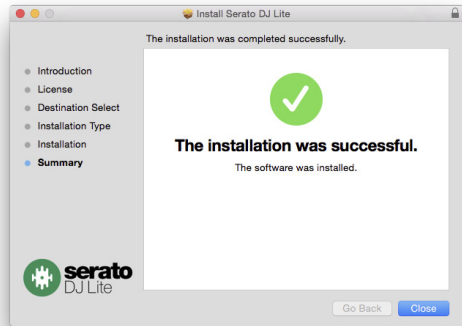 Install Serato DJ Lite
The installation was completed successfully.
Introduction
License
Destination Select
Installation Type
Installation
Summary
The installation was successful.
The software was installed.
serato
DJ Lite
Go Back
Close